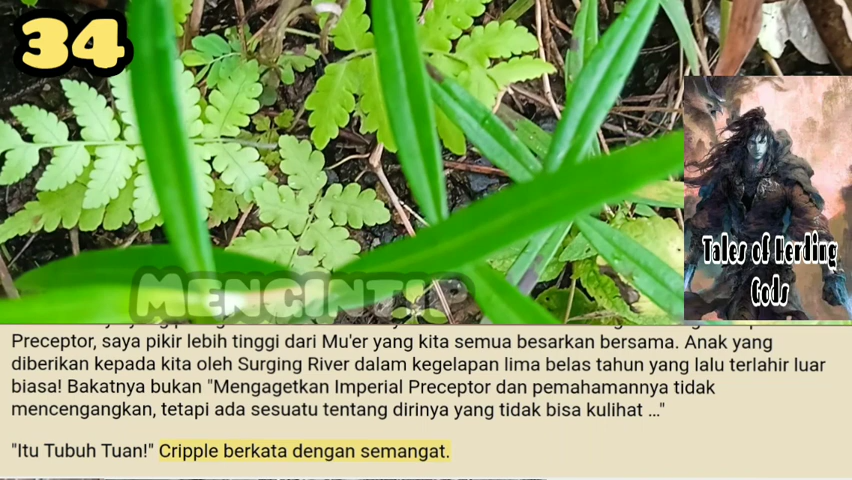 34
Tales of Herding
Gods
MENGINTIP
Preceptor, saya pikir lebih tinggi dari Mu'er yang kita semua besarkan bersama. Anak yang
diberikan kepada kita oleh Surging River dalam kegelapan lima belas tahun yang lalu terlahir luar
biasa! Bakatnya bukan "Mengagetkan Imperial Preceptor dan pemahamannya tidak
mencengangkan, tetapi ada sesuatu tentang dirinya yang tidak bisa kulihat ..."
"Itu Tubuh Tuan!" Cripple berkata dengan semangat.